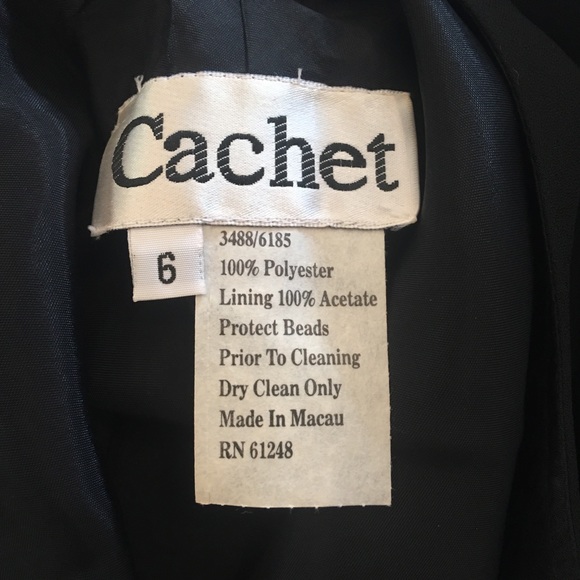 Cachet
6
3488/6185
100% Polyester
Lining 100% Acetate
Protect Beads
Prior To Cleaning
Dry Clean Only
Made In Macau
RN 61248